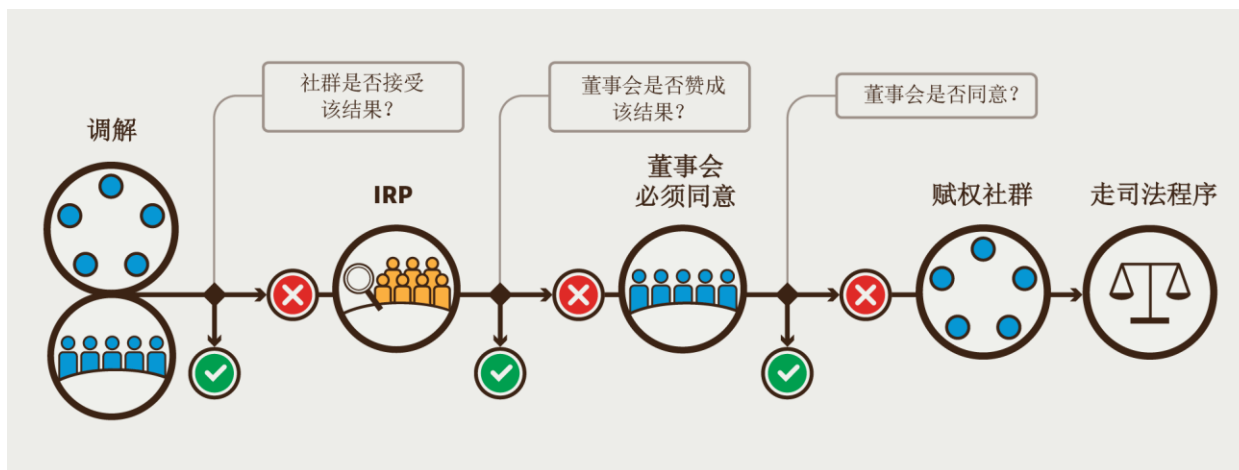 社群是否接受
该结果？
董事会是否赞成
该结果？
董事会是否同意？
调解
IRP
董事会
必须同意
赋权社群
走司法程序